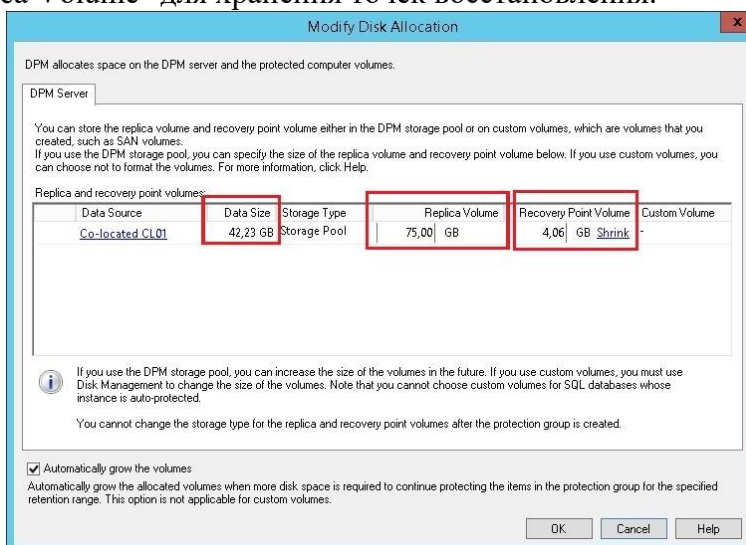 ea Volume" для хранения точек восстановления.
Modify Disk Allocation
x
DPM allocates space on the DPM server and the protected computer volumes.
DPM Server
You can store the replica volume and recovery point volume either in the DPM storage pool or on custom volumes, which are volumes that you
created, such as SAN volumes.
If you use the DPM storage pool, you can specify the size of the replica volume and recovery point volume below. If you use custom volumes, you
can choose not to format the volumes. For more information, click Help.
Replica and recovery point volumes:
Data Source Data Size Storage Type Replica Volume Recovery Point Volume Custom Volume
Co-located CL01 42,23 GB Storage Pool 75,00 GB 4,06 GB Shrink -
If you use the DPM storage pool, you can increase the size of the volumes in the future. If you use custom volumes, you must use
Disk Management to change the size of the volumes. Note that you cannot choose custom volumes for SQL databases whose
instance is auto-protected.
You cannot change the storage type for the replica and recovery point volumes after the protection group is created.
Automatically grow the volumes
Automatically grow the allocated volumes when more disk space is required to continue protecting the items in the protection group for the specified
retention range. This option is not applicable for custom volumes.
OK Cancel Help